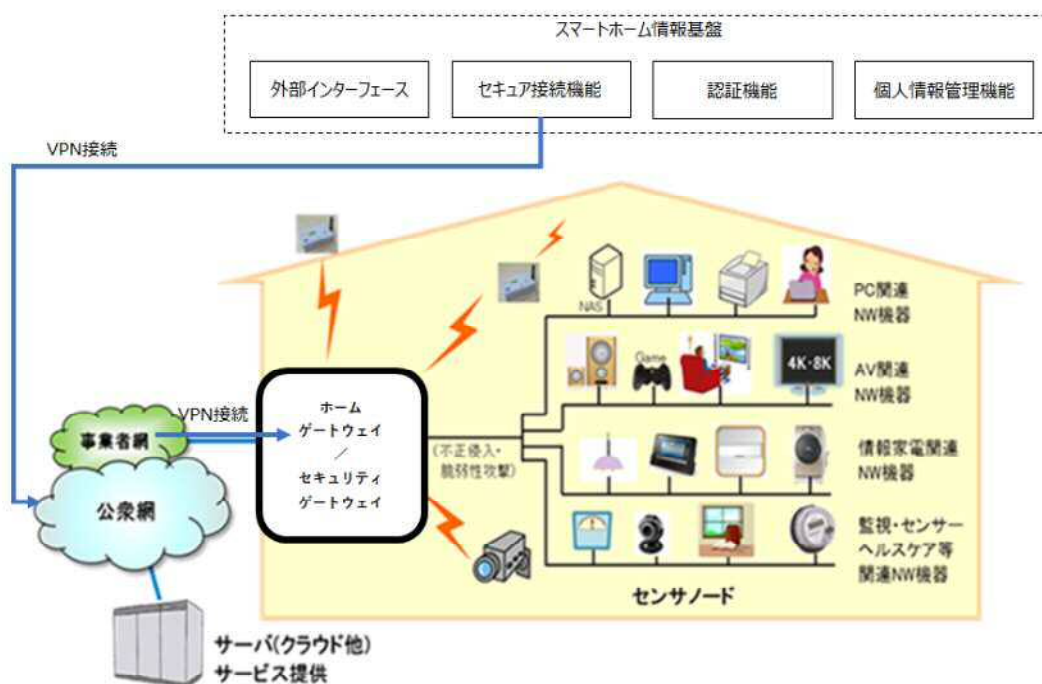 スマートホーム情報基盤
外部インターフェース
セキュア接続機能
認証機能
個人情報管理機能
VPN接続
NAS
PC関連
NW機器
Game
4K・8K
AV関連
NW機器
VPN接続
事業者網
公衆網
ホーム
ゲートウェイ
/
セキュリティ
ゲートウェイ
(不正侵入・
脆弱性攻撃)
情報家電関連
NW機器
監視・センサー
ヘルスケア等
関連NW機器
センサノード
サーバ(クラウド他)
サービス提供